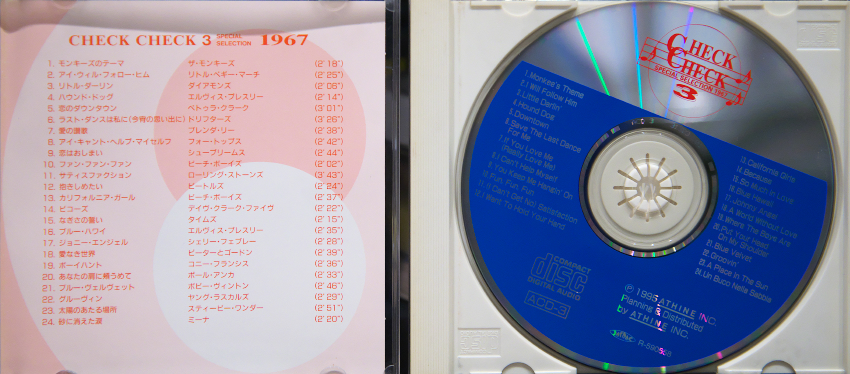 CHECK CHECK 3 SPECIAL SELECTION 1967
1. モンキーズのテーマ ザ・モンキーズ (2'18")
2. アイ・ウィル・フォロー・ヒム リトル・ペギー・マーチ (2'25")
3. リトル・ダーリン ダイアモンズ (2'06")
4. ハウンド・ドッグ エルヴィス・プレスリー (2'14")
5. 恋のダウンタウン ペトゥラ・クラーク (3'01")
6. ラスト・ダンスは私に(今宵の思い出に) ドリフターズ (3'26")
7. 愛の讃歌 ブレンダ・リー (2'38")
8. アイ・キャント・ヘルプ・マイセルフ フォー・トップス (2'42")
9. 恋はおしまい シュープリームス (2'44")
10. ファン・ファン・ファン ビーチ・ボーイズ (2'02")
11. サティスファクション ローリング・ストーンズ (3'43")
12. 抱きしめたい ビートルズ (2'24")
13. カリフォルニア・ガール ビーチ・ボーイズ (2'37")
14. ビコーズ デイヴ・クラーク・ファイヴ (2'22")
15. なぎさの誓い タイムズ (2'15")
16. ブルー・ハワイ エルヴィス・プレスリー (2'35")
17. ジョニー・エンジェル シェリー・フェブレー (2'28")
18. 愛なき世界 ピーターとゴードン (2'39")
19. ボーイハント コニー・フランシス (2'36")
20. あなたの肩に頬うめて ポール・アンカ (2'33")
21. ブルー・ヴェルヴェット ボビー・ヴィントン (2'46")
22. グルーヴィン ヤング・ラスカルズ (2'29")
23. 太陽のあたる場所 スティービー・ワンダー (2'51")
24. 砂に消えた涙 ミーナ (2'20")
CHECK
CHECK
SPECIAL SELECTION 1967
3
1. Monkee's Theme
2. I Will Follow Him
3. Little Darlin'
4. Hound Dog
5. Downtown
6. Save The Last Dance
For Me
7. If You Love Me
(Really Love Me)
8. I Can't Help Myself
9. You Keep Me Hangin' On
10. Fun, Fun, Fun
11. (I Can't Get No) Satisfaction
12. I Want To Hold Your Hand
13. California Girls
14. Because
15. So Much In Love
16. Blue Hawaii
17. Johnny Angel
18. A World Without Love
19. Where The Boys Are
20. Put Your Head
On My Shoulder
21. Blue Velvet
22. Groovin'
23. A Place In The Sun
24. Un Buco Nella Sabbia
COMPACT
disc
DIGITAL AUDIO
ACD-3
Ⓟ 1995 ATHINE INC.
Planning & Distributed
by ATHINE INC.